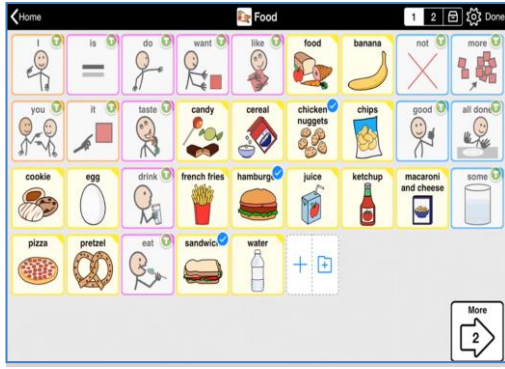 Home
Food
1
2
Done
I
is
do
want
like
food
banana
not
more
you
it
taste
candy
cereal
chicken
nuggets
chips
good
all done
cookie
egg
drink
french fries
hamburg
juice
ketchup
macaroni
and cheese
some
pizza
pretzel
eat
sandwic
water
More
2